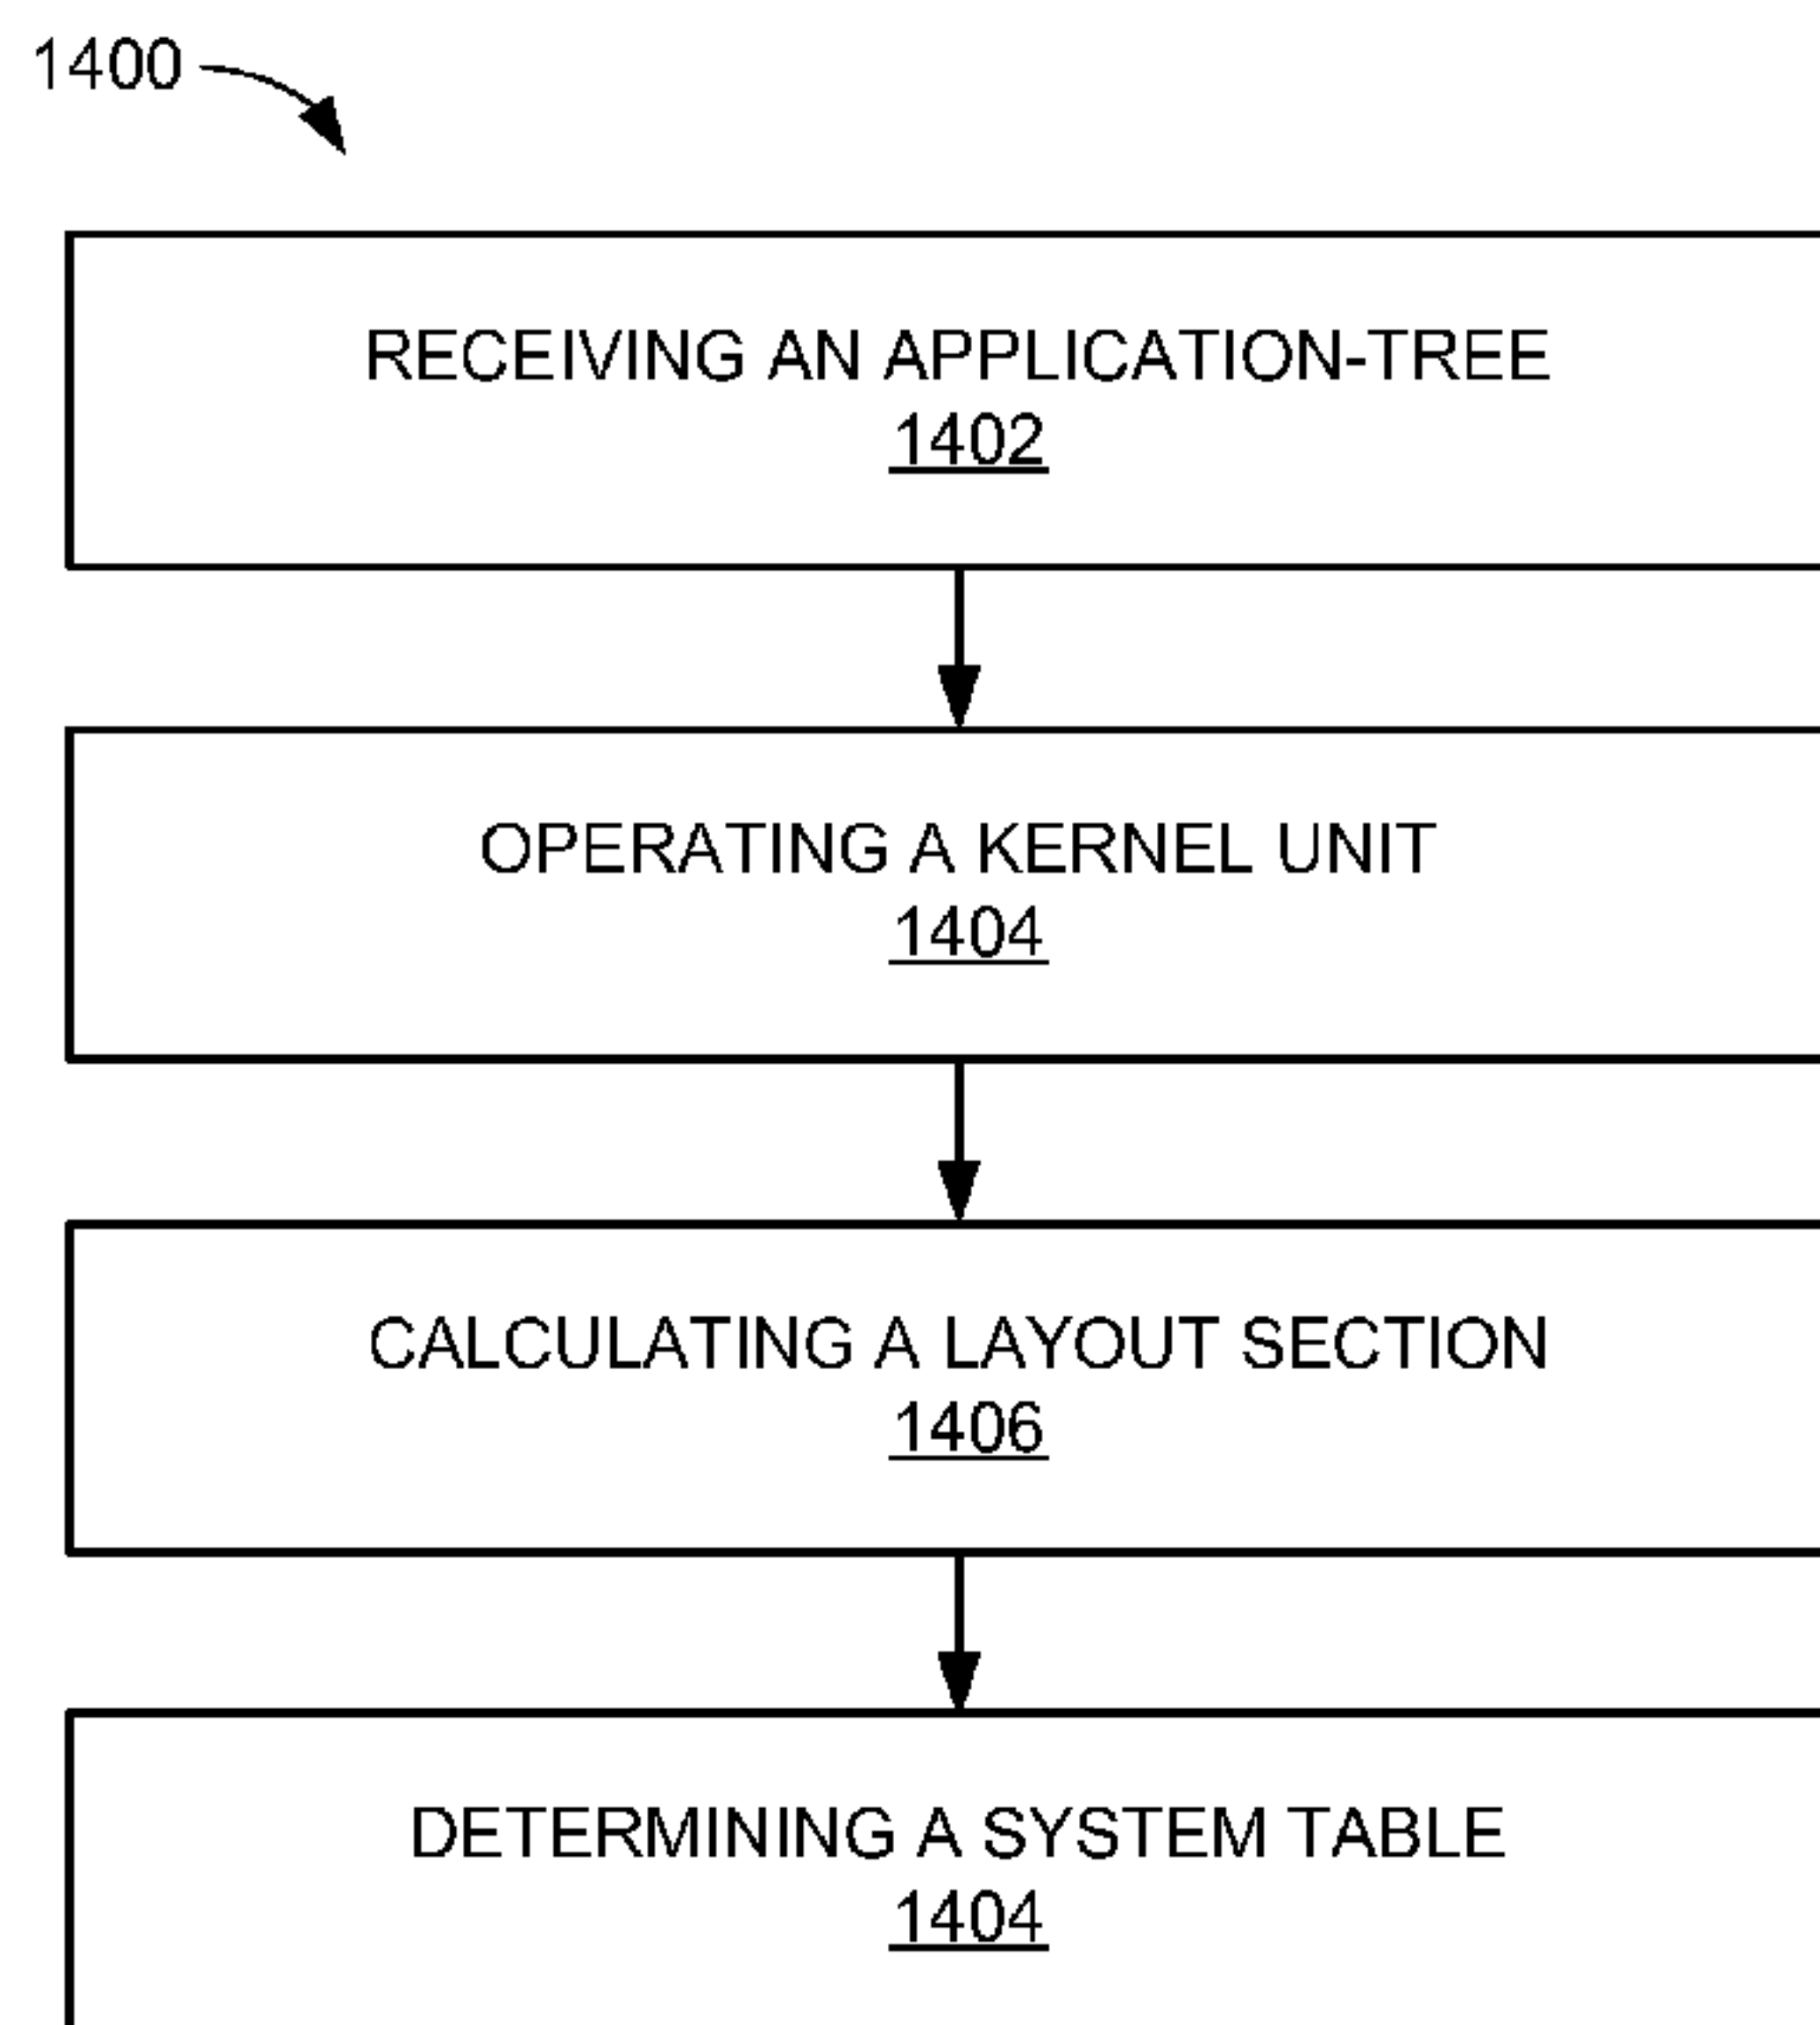 1400
RECEIVING AN APPLICATION-TREE
1402
OPERATING A KERNEL UNIT
1404
CALCULATING A LAYOUT SECTION
1406
DETERMINING A SYSTEM TABLE
1404